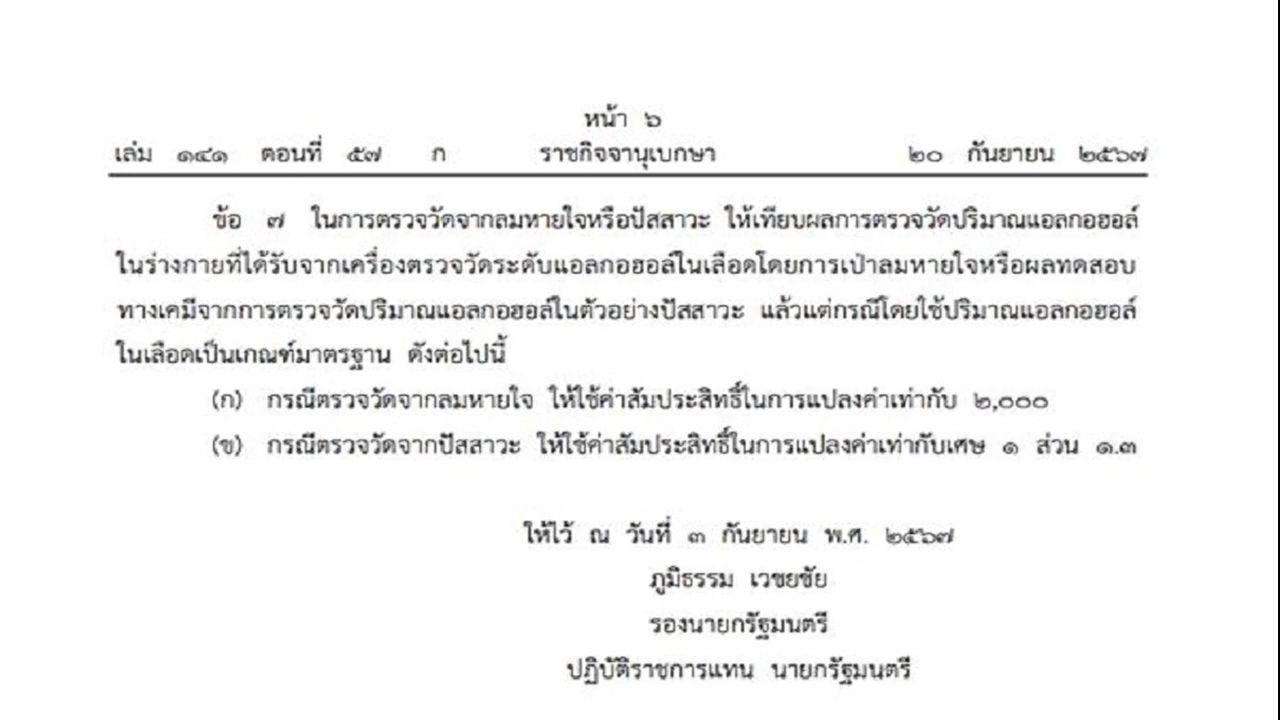 หน้า ๖
เล่ม ๑๔๑ ตอนที่ ๕๗ ก ราชกิจจานุเบกษา ๒๐ กันยายน ๒๕๖๗
ข้อ ๗ ในการตรวจวัดจากลมหายใจหรือปัสสาวะ ให้เทียบผลการตรวจวัดปริมาณแอลกอฮอล์
ในร่างกายที่ได้รับจากเครื่องตรวจวัดระดับแอลกอฮอล์ในเลือดโดยการเป่าลมหายใจหรือผลทดสอบ
ทางเคมีจากการตรวจวัดปริมาณแอลกอฮอล์ในตัวอย่างปัสสาวะ แล้วแต่กรณีโดยใช้ปริมาณแอลกอฮอล์
ในเลือดเป็นเกณฑ์มาตรฐาน ดังต่อไปนี้
(ก) กรณีตรวจวัดจากลมหายใจ ให้ใช้ค่าสัมประสิทธิ์ในการแปลงค่าเท่ากับ ๒,๐๐๐
(ข) กรณีตรวจวัดจากปัสสาวะ ให้ใช้ค่าสัมประสิทธิ์ในการแปลงค่าเท่ากับเศษ ๑ ส่วน ๑.๓
ให้ไว้ ณ วันที่ ๓ กันยายน พ.ศ. ๒๕๖๗
ภูมิธรรม เวชยชัย
รองนายกรัฐมนตรี
ปฏิบัติราชการแทน นายกรัฐมนตรี